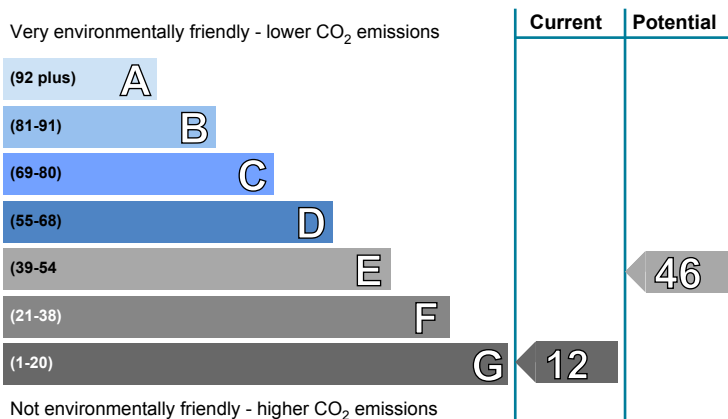 Current Potential
Very environmentally friendly - lower CO2 emissions
(92 plus) A
(81-91) B
(69-80) C
(55-68) D
(39-54 E
46
(21-38) F
(1-20) G 12
Not environmentally friendly - higher CO2 emissions